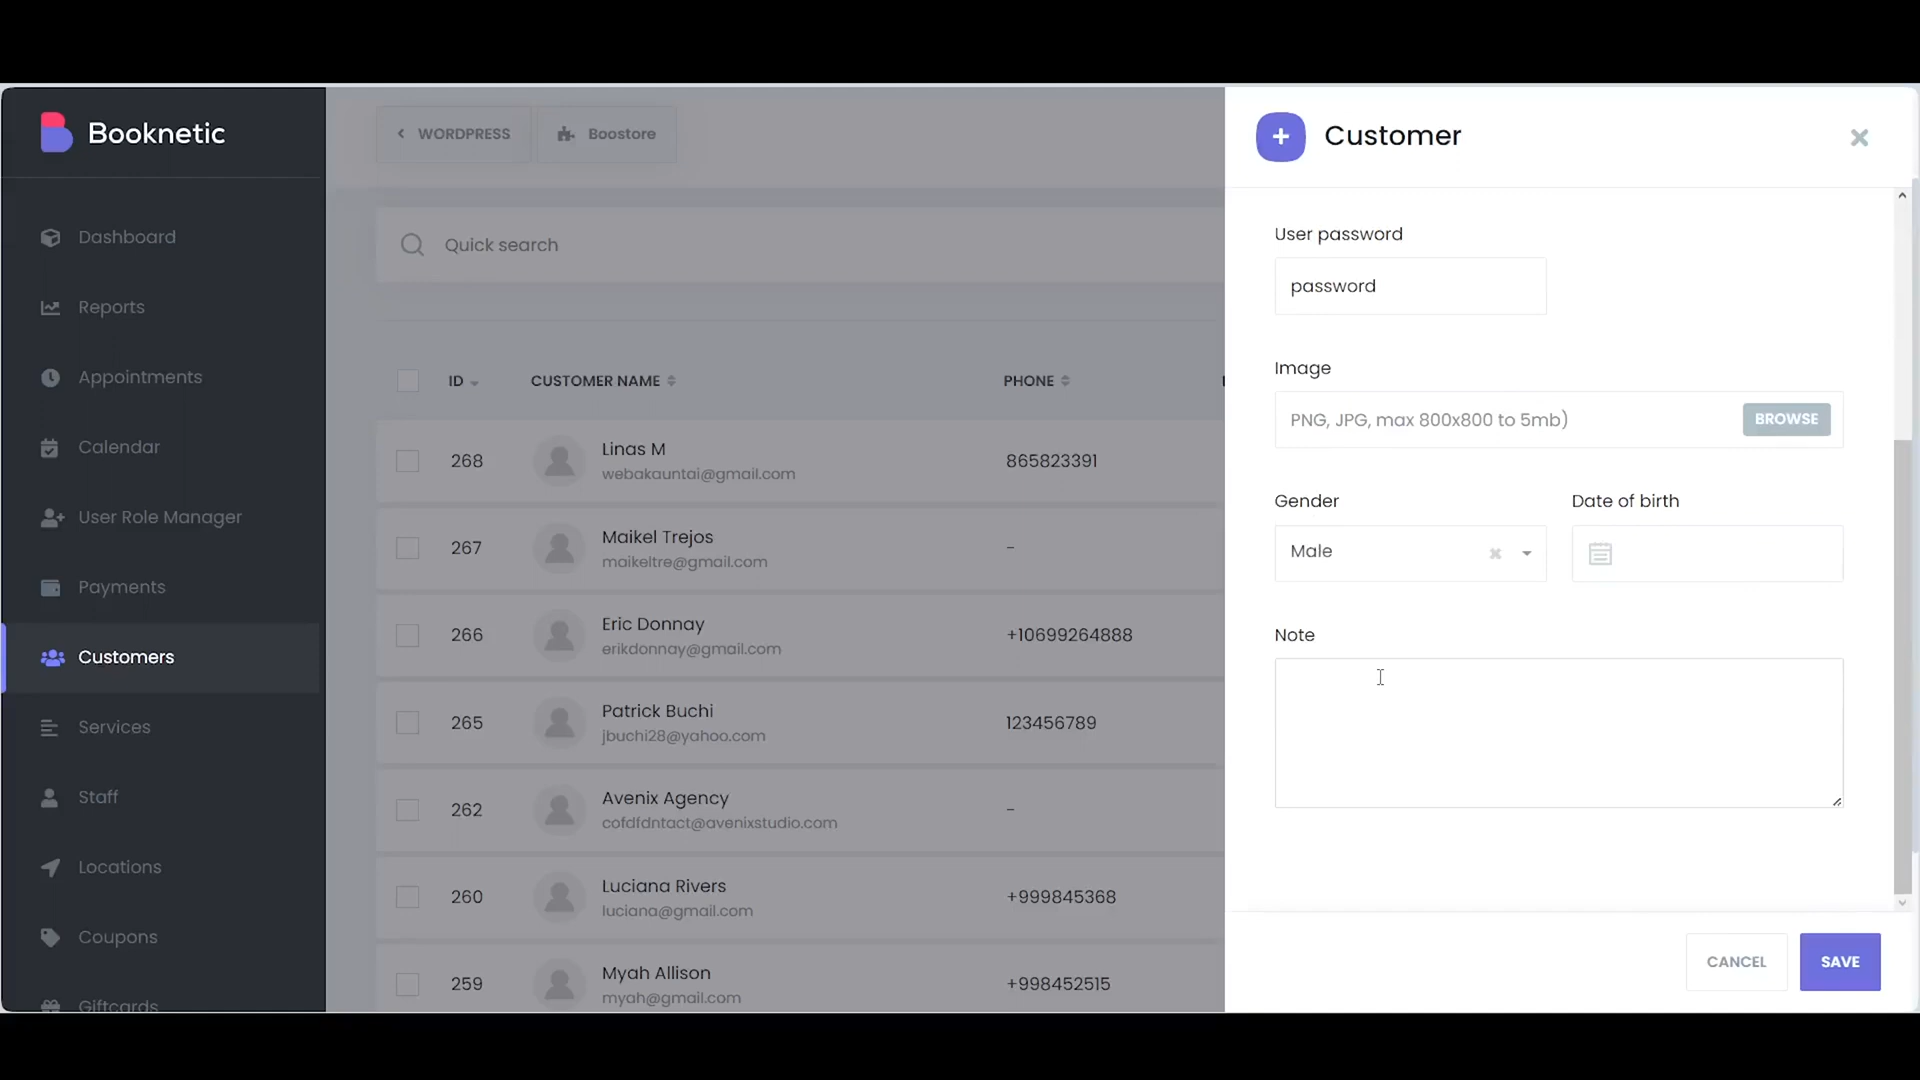 Booknetic
Dashboard
Reports
Appointments
Calendar
User Role Manager
Payments
Customers
Services
Staff
Locations
Coupons
Giftcards
WORDPRESS
Boostore
Quick search
ID CUSTOMER NAME PHONE
268 Linas M 865823391
webakauntai@gmail.com
267 Maikel Trejos -
maikeltre@gmail.com
266 Eric Donnay +10699264888
erikdonnay@gmail.com
265 Patrick Buchi 123456789
jbuchi28@yahoo.com
262 Avenix Agency -
cofdfdntact@avenixstudio.com
260 Luciana Rivers +999845368
luciana@gmail.com
259 Myah Allison +998452515
myah@gmail.com
Customer
User password
password
Image
PNG, JPG, max 800x800 to 5mb)
BROWSE
Gender Date of birth
Male
Note
CANCEL SAVE